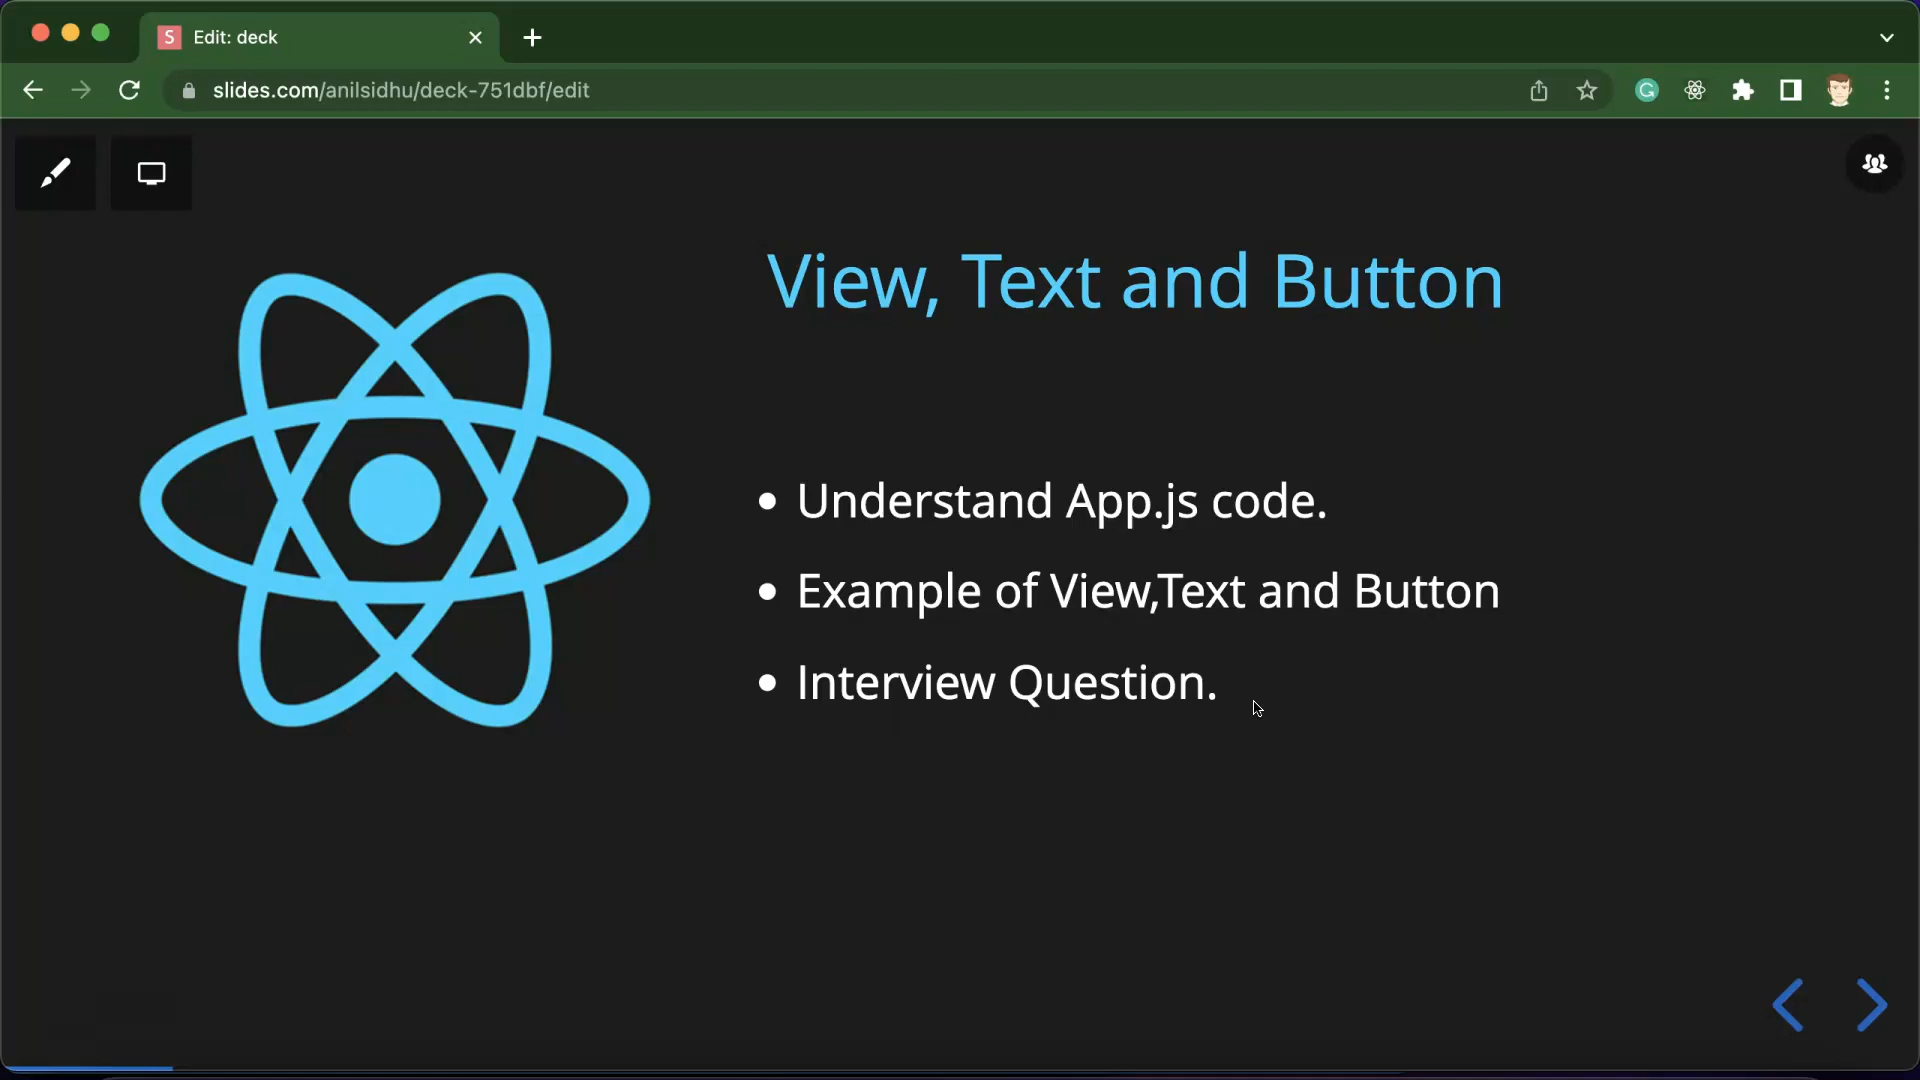 S Edit: deck
slides.com/anilsidhu/deck-751dbf/edit
View, Text and Button
• Understand App.js code.
• Example of View,Text and Button
• Interview Question.